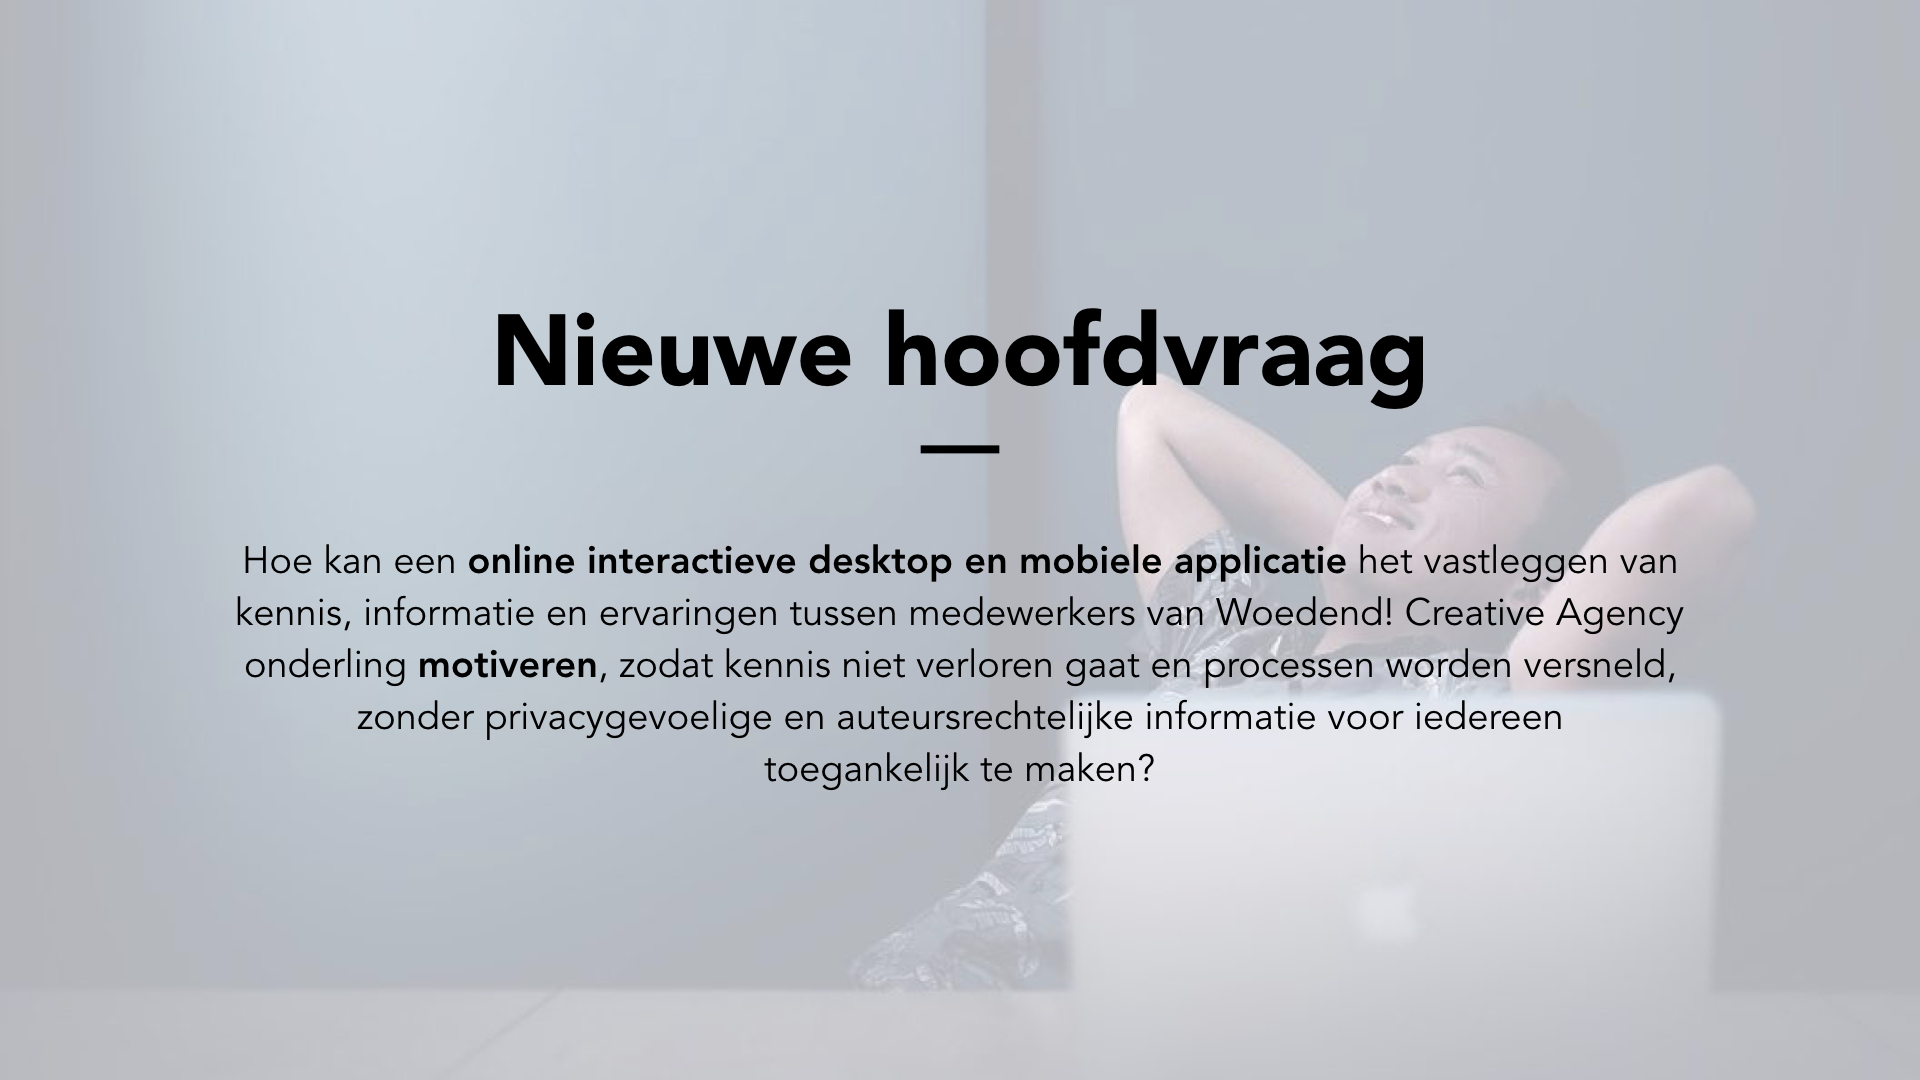 Nieuwe hoofdvraag
Hoe kan een online interactieve desktop en mobiele applicatie het vastleggen van
kennis, informatie en ervaringen tussen medewerkers van Woedend! Creative Agency
onderling motiveren, zodat kennis niet verloren gaat en processen worden versneld,
zonder privacygevoelige en auteursrechtelijke informatie voor iedereen
toegankelijk te maken?